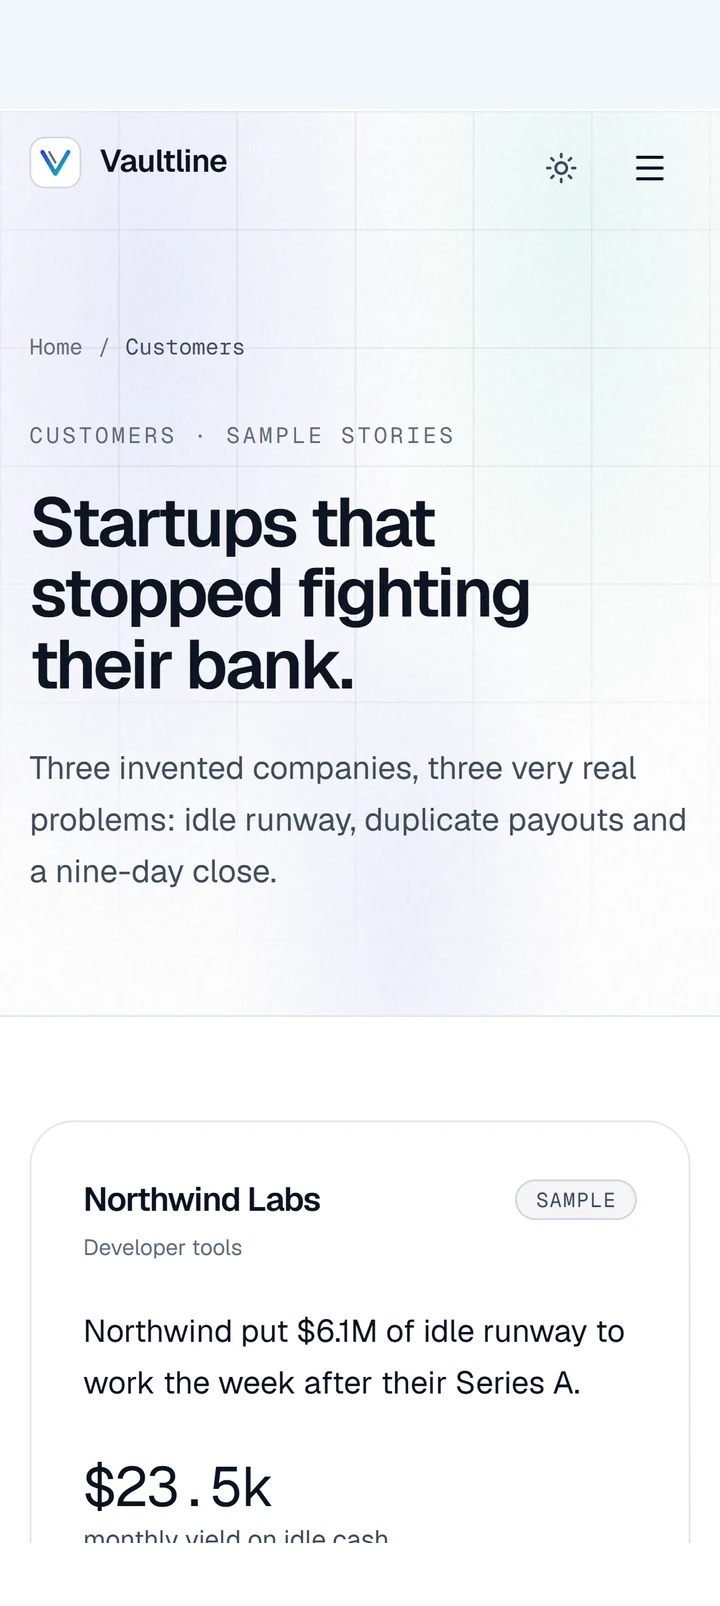 Vaultline
Home / Customers
CUSTOMERS · SAMPLE STORIES
Startups that
stopped fighting
their bank.
Three invented companies, three very real
problems: idle runway, duplicate payouts and
a nine-day close.
Northwind Labs
SAMPLE
Developer tools
Northwind put $6.1M of idle runway to
work the week after their Series A.
$23.5k
monthly yield on idle cash